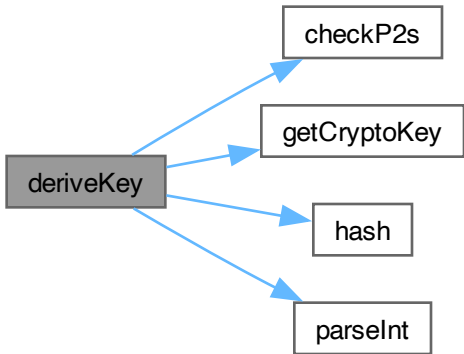 checkP2s
getCryptoKey
deriveKey
hash
parseInt